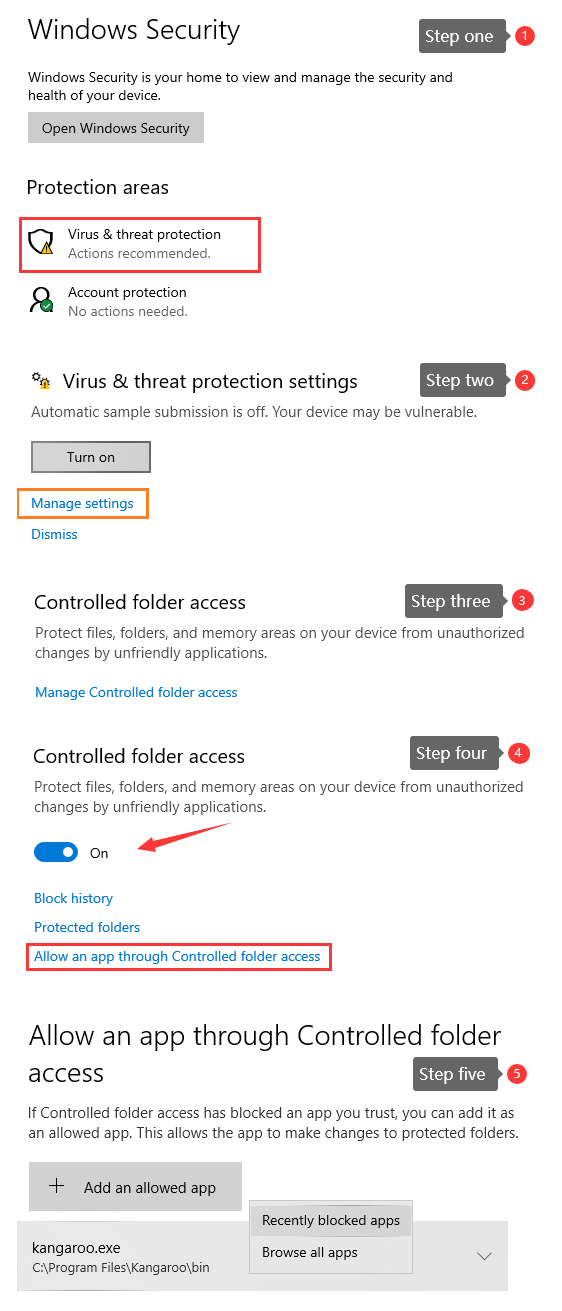 Windows Security
Step one
1
Windows Security is your home to view and manage the security and
health of your device.
Open Windows Security
Protection areas
Virus & threat protection
Actions recommended.
Account protection
No actions needed.
Virus & threat protection settings
Step two
2
Automatic sample submission is off. Your device may be vulnerable.
Turn on
Manage settings
Dismiss
Controlled folder access
Step three
3
Protect files, folders, and memory areas on your device from unauthorized
changes by unfriendly applications.
Manage Controlled folder access
Controlled folder access
Step four
4
Protect files, folders, and memory areas on your device from unauthorized
changes by unfriendly applications.
On
Block history
Protected folders
Allow an app through Controlled folder access
Allow an app through Controlled folder
access
Step five
5
If Controlled folder access has blocked an app you trust, you can add it as
an allowed app. This allows the app to make changes to protected folders.
Add an allowed app
Recently blocked apps
Browse all apps
kangaroo.exe
C:\Program Files\Kangaroo\bin